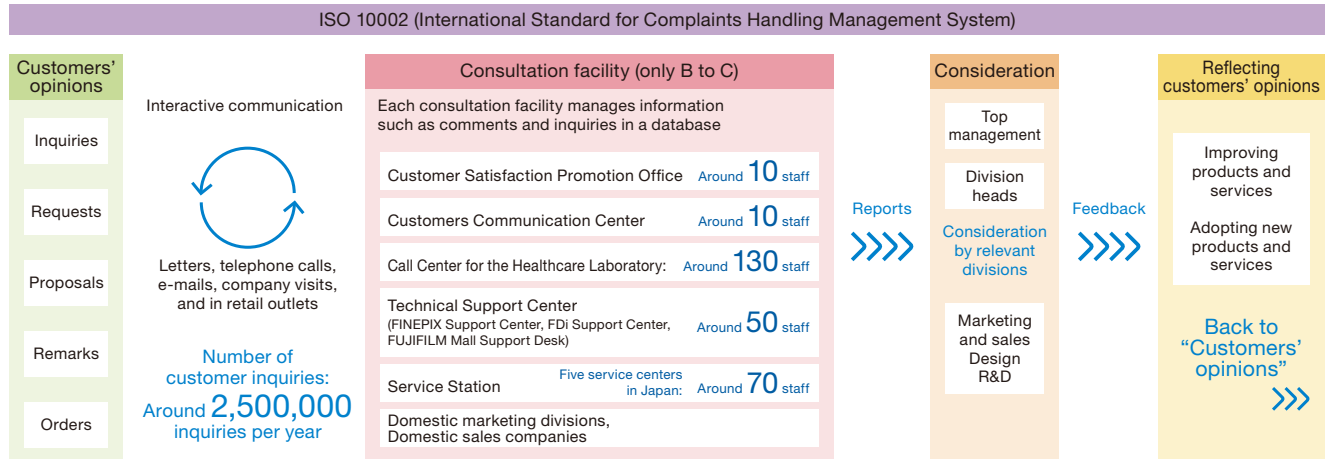 ISO 10002 (International Standard for Complaints Handling Management System)
Customers’
opinions
Inquiries
Requests
Proposals
Remarks
Orders
Interactive communication
Letters, telephone calls,
e-mails, company visits,
and in retail outlets
Number of
customer inquiries:
Around 2,500,000
inquiries per year
Consultation facility (only B to C)
Each consultation facility manages information
such as comments and inquiries in a database
Customer Satisfaction Promotion Office Around 10 staff
Customers Communication Center Around 10 staff
Call Center for the Healthcare Laboratory: Around 130 staff
Technical Support Center
(FINEPIX Support Center, FDi Support Center,
FUJIFILM Mall Support Desk)
Around 50 staff
Service Station
Five service centers
in Japan:
Around 70 staff
Domestic marketing divisions,
Domestic sales companies
Reports
Consideration
Top
management
Division
heads
Consideration
by relevant
divisions
Marketing
and sales
Design
R&D
Feedback
Reflecting
customers’ opinions
Improving
products and
services
Adopting new
products and
services
Back to
“Customers’
opinions”